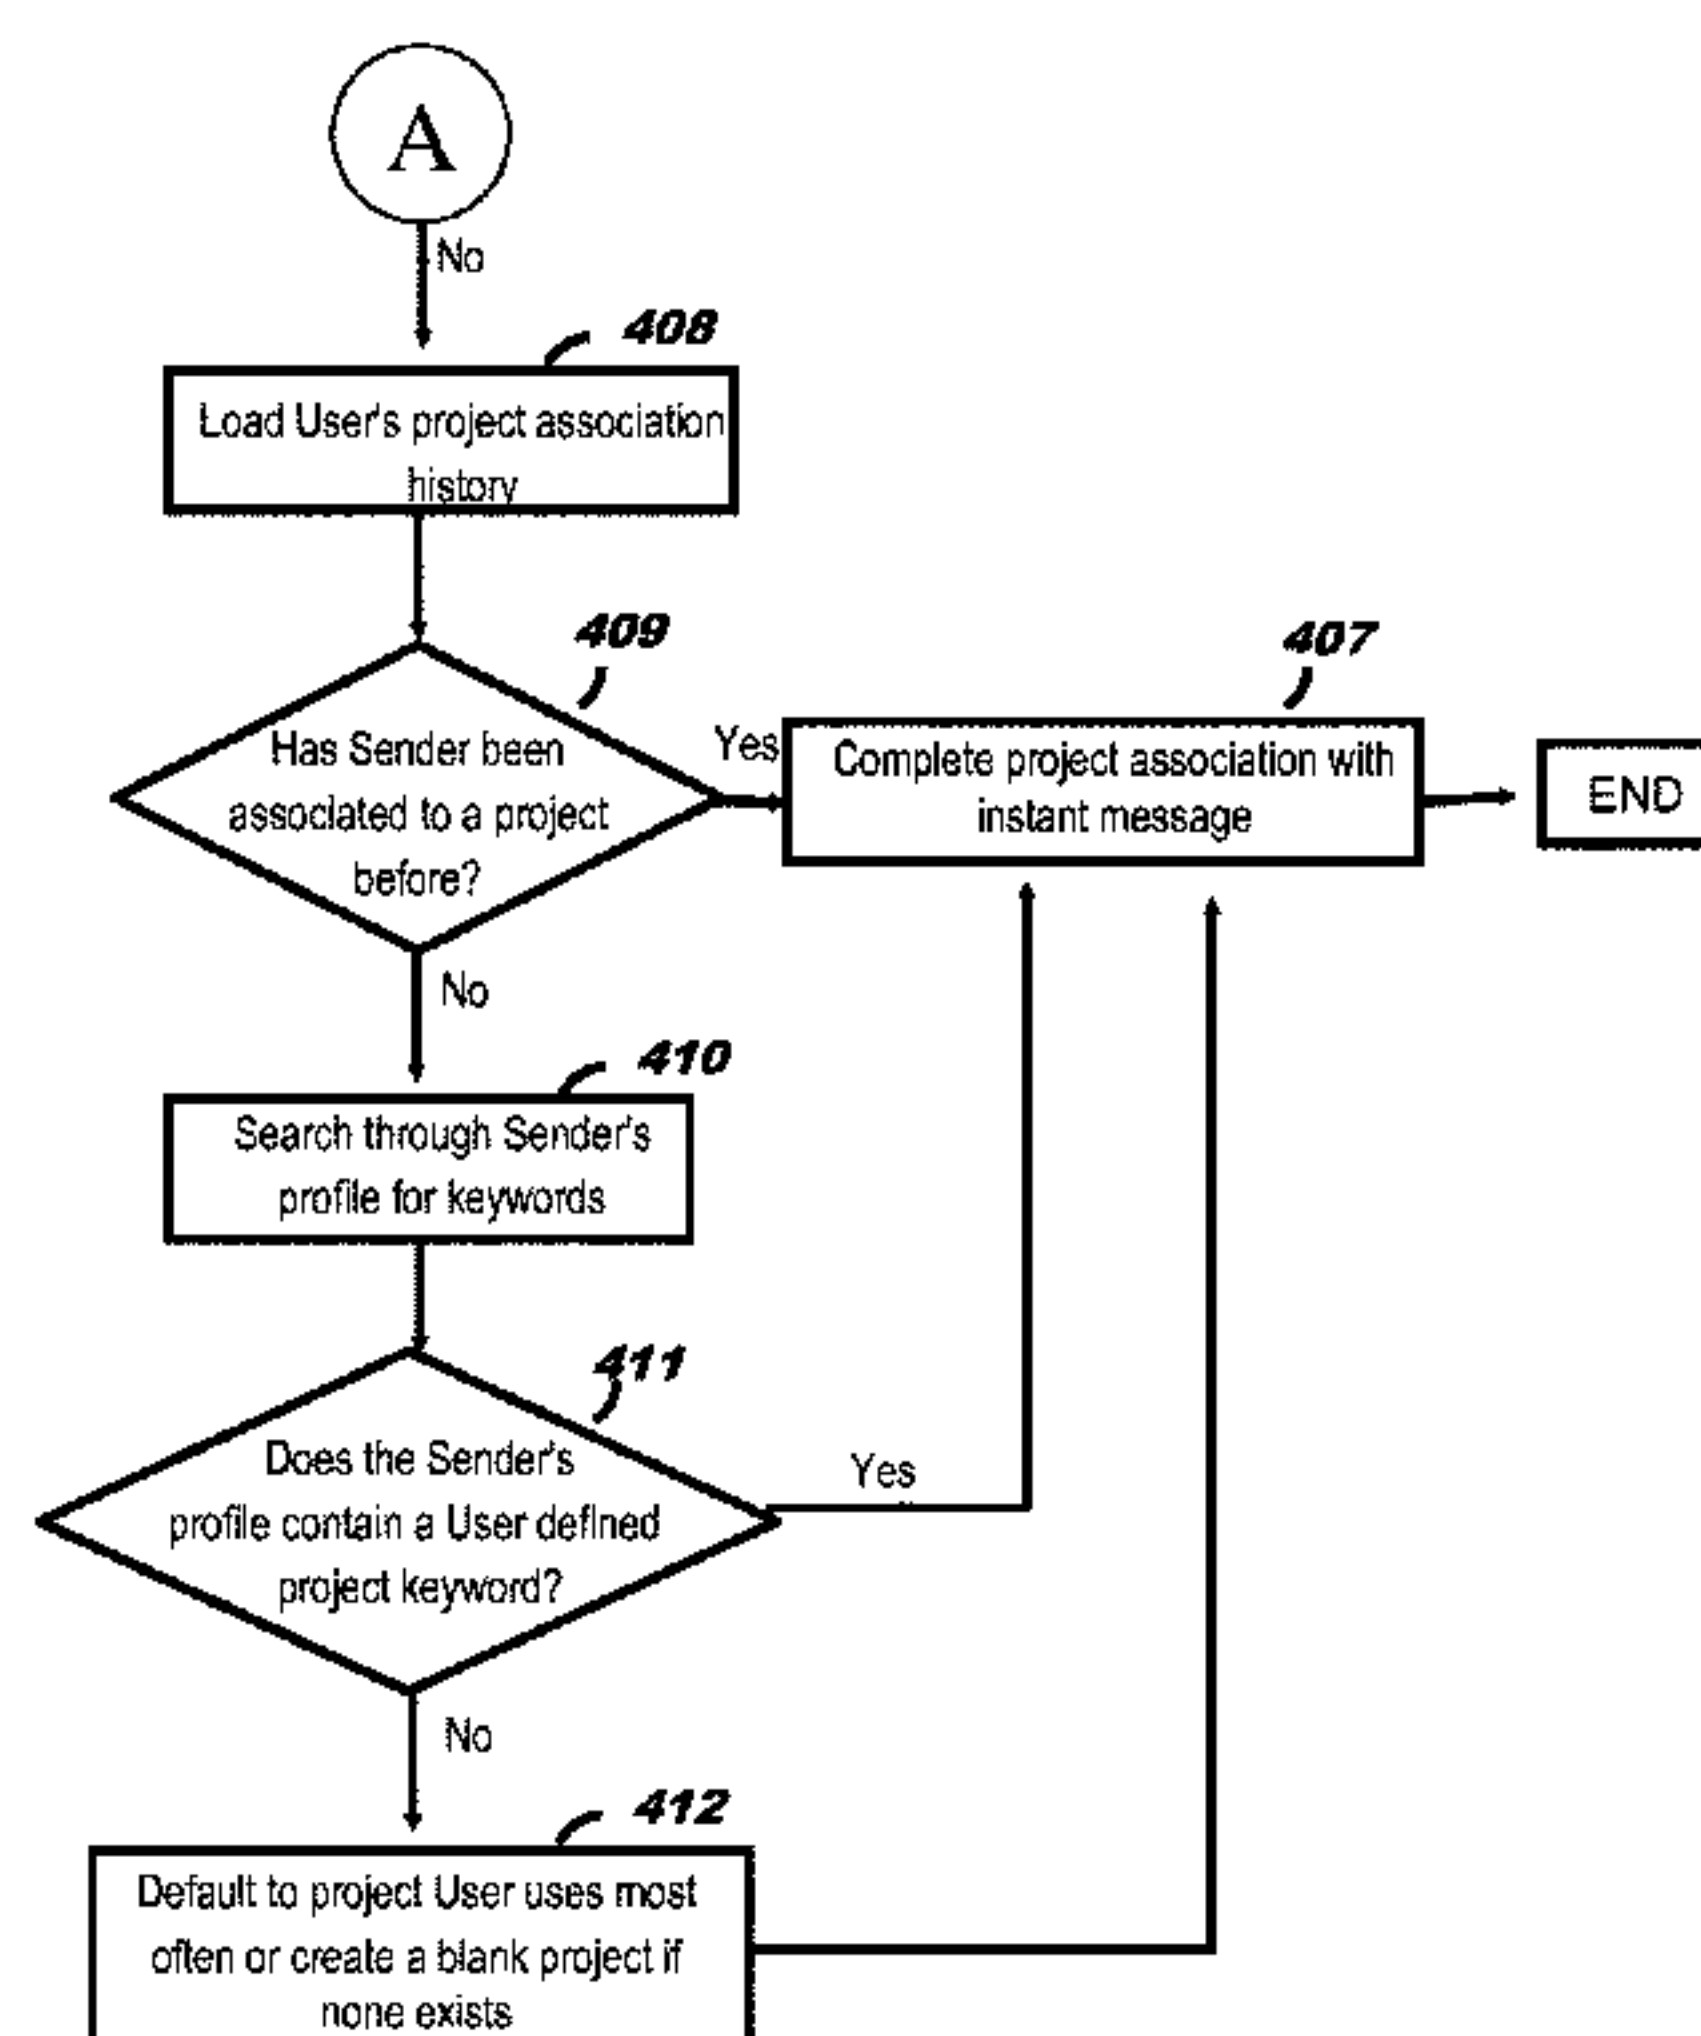 A
No
408
Load User's project association
history
409
Has Sender been
associated to a project
before?
Yes
407
Complete project association with
instant message
END
No
410
Search through Sender's
profile for keywords
411
Does the Sender's
profile contain a User defined
project keyword?
Yes
No
412
Default to project User uses most
often or create a blank project if
none exists